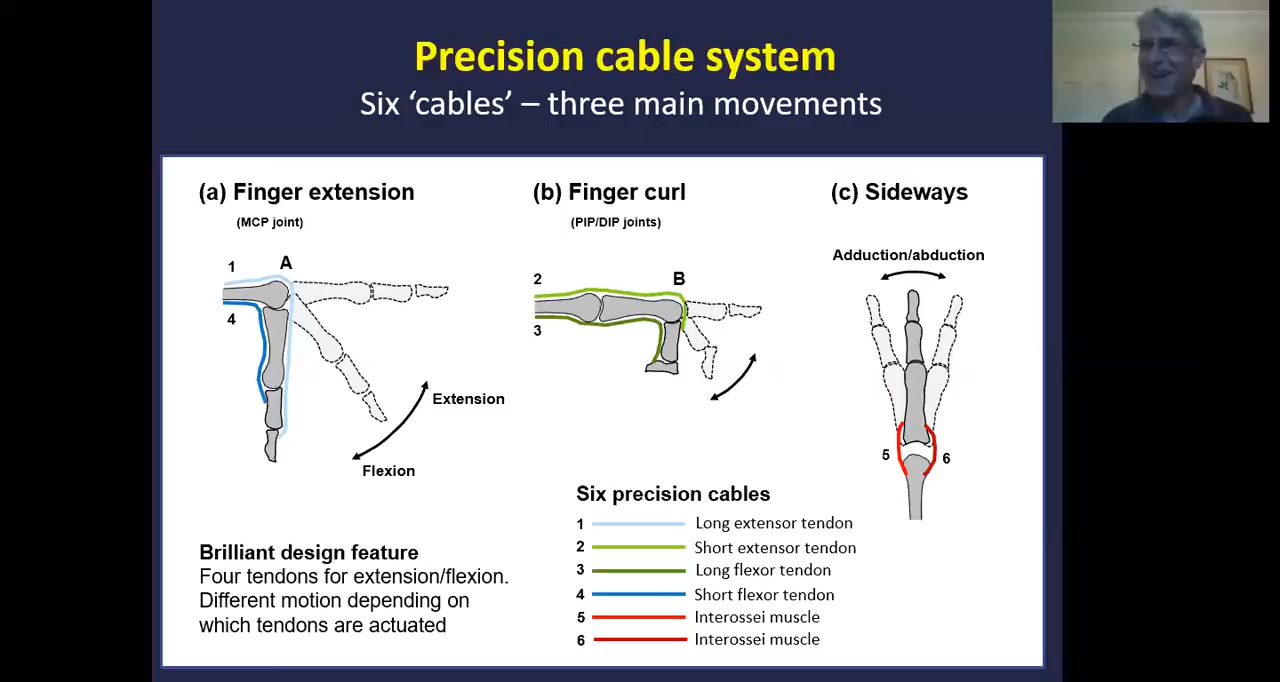 Precision cable system
Six ‘cables’ – three main movements
(a) Finger extension
(MCP joint)
1
A
4
Extension
Flexion
(b) Finger curl
(PIP/DIP joints)
2
B
3
(c) Sideways
Adduction/abduction
5
6
Brilliant design feature
Four tendons for extension/flexion.
Different motion depending on
which tendons are actuated
Six precision cables
1 Long extensor tendon
2 Short extensor tendon
3 Long flexor tendon
4 Short flexor tendon
5 Interossei muscle
6 Interossei muscle